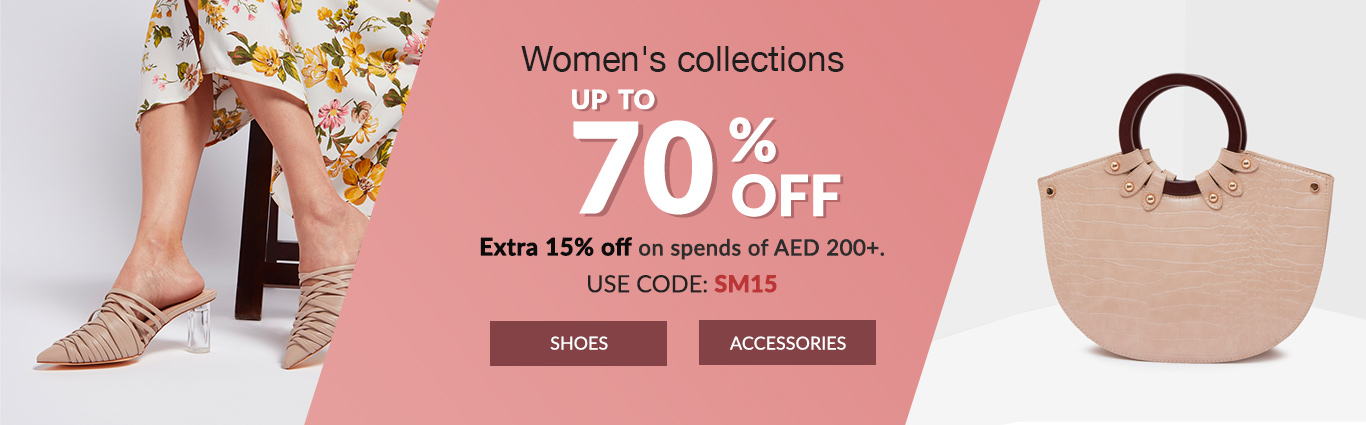 Women's collections
UP TO
70% OFF
Extra 15% off on spends of AED 200+.
USE CODE: SM15
SHOES
ACCESSORIES